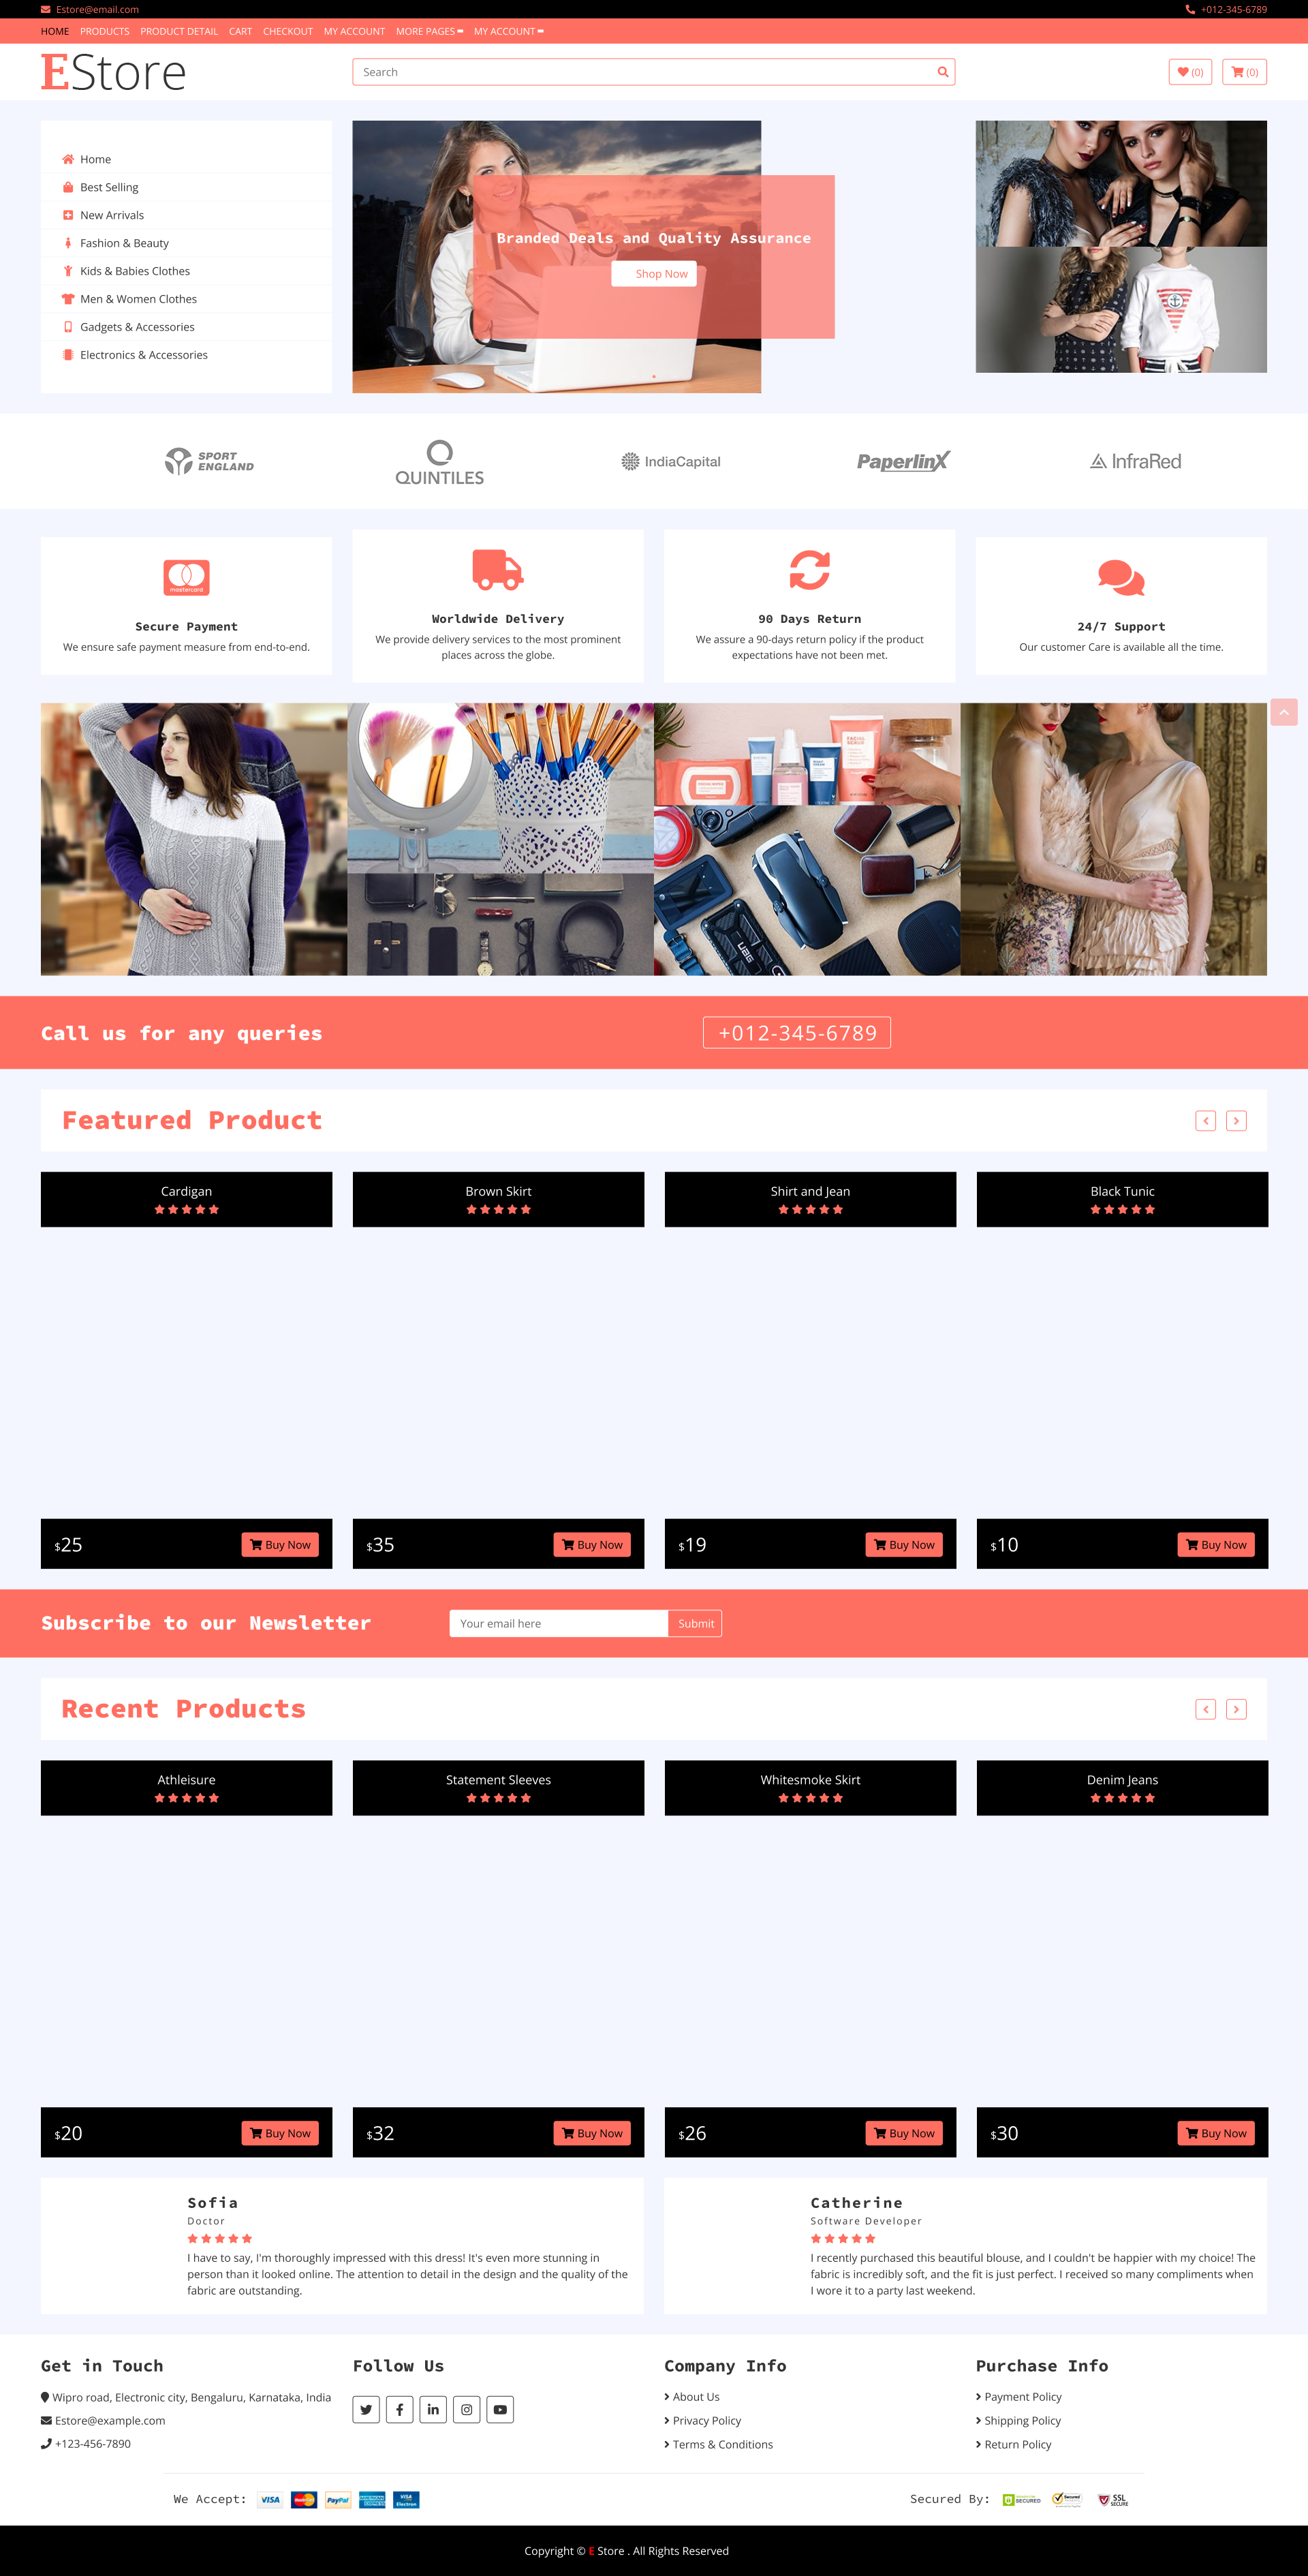 Estore@email.com
+012-345-6789
HOME PRODUCTS PRODUCT DETAIL CART CHECKOUT MY ACCOUNT MORE PAGES MY ACCOUNT
EStore
Search
(0)
(0)
Home
Best Selling
New Arrivals
Fashion & Beauty
Kids & Babies Clothes
Men & Women Clothes
Gadgets & Accessories
Electronics & Accessories
Branded Deals and Quality Assurance
Shop Now
SPORT
ENGLAND
QUINTILES
IndiaCapital
PaperlinX
InfraRed
mastercard
Secure Payment
We ensure safe payment measure from end-to-end.
Worldwide Delivery
We provide delivery services to the most prominent
places across the globe.
90 Days Return
We assure a 90-days return policy if the product
expectations have not been met.
24/7 Support
Our customer Care is available all the time.
FACIAL
SCRUB
UAG
Call us for any queries
+012-345-6789
Featured Product
Cardigan
Brown Skirt
Shirt and Jean
Black Tunic
$25
Buy Now
$35
Buy Now
$19
Buy Now
$10
Buy Now
Subscribe to our Newsletter
Your email here
Submit
Recent Products
Athleisure
Statement Sleeves
Whitesmoke Skirt
Denim Jeans
$20
Buy Now
$32
Buy Now
$26
Buy Now
$30
Buy Now
Sofia
Doctor
I have to say, I'm thoroughly impressed with this dress! It's even more stunning in
person than it looked online. The attention to detail in the design and the quality of the
fabric are outstanding.
Catherine
Software Developer
I recently purchased this beautiful blouse, and I couldn't be happier with my choice! The
fabric is incredibly soft, and the fit is just perfect. I received so many compliments when
I wore it to a party last weekend.
Get in Touch
Wipro road, Electronic city, Bengaluru, Karnataka, India
Estore@example.com
+123-456-7890
Follow Us
Company Info
About Us
Privacy Policy
Terms & Conditions
Purchase Info
Payment Policy
Shipping Policy
Return Policy
We Accept:
VISA
MasterCard
PayPal
VISA
Electron
Secured By:
SECURED
Secured
SSL
SECURE
Copyright © E Store . All Rights Reserved